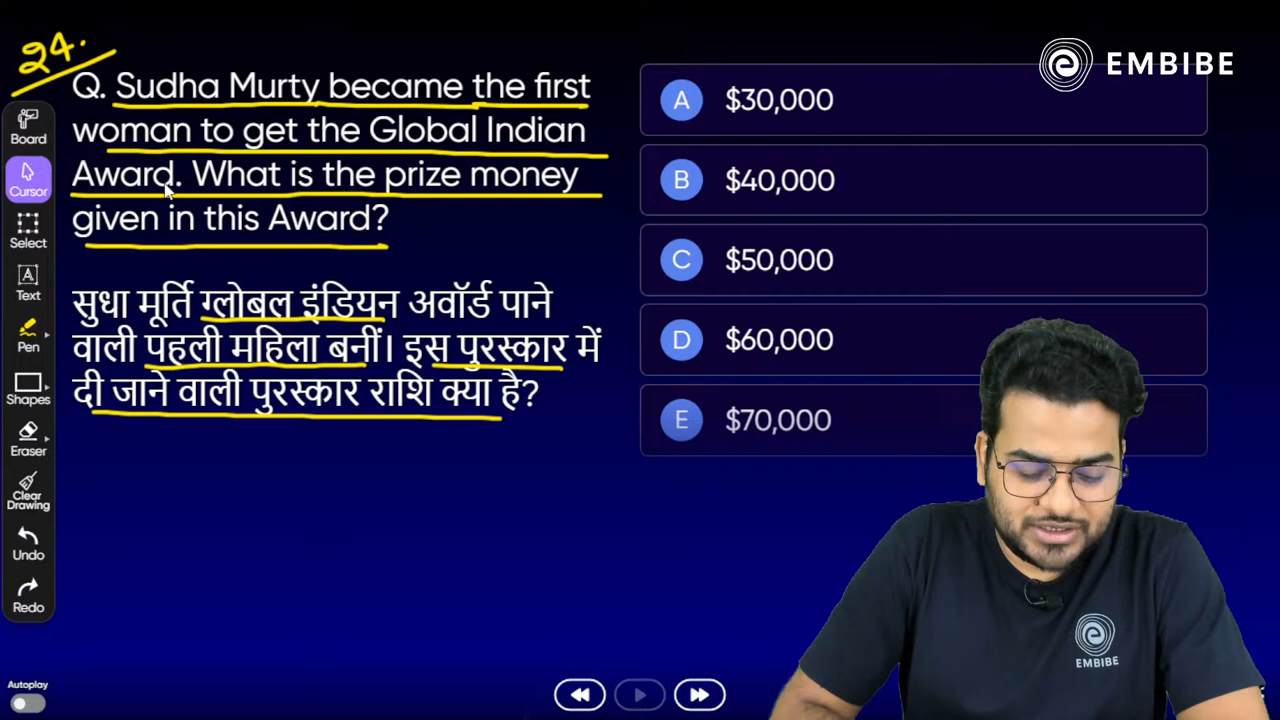 24.
Q. Sudha Murty became the first
woman to get the Global Indian
Award. What is the prize money
given in this Award?
सुधा मूर्ति ग्लोबल इंडियन अवॉर्ड पाने
वाली पहली महिला बनीं। इस पुरस्कार में
दी जाने वाली पुरस्कार राशि क्या है?
A $30,000
B $40,000
C $50,000
D $60,000
E $70,000
e EMBIBE
Board
Cursor
Select
A
Text
Pen
Shapes
Eraser
Clear
Drawing
Undo
Redo
Autoplay
e
EMBIBE